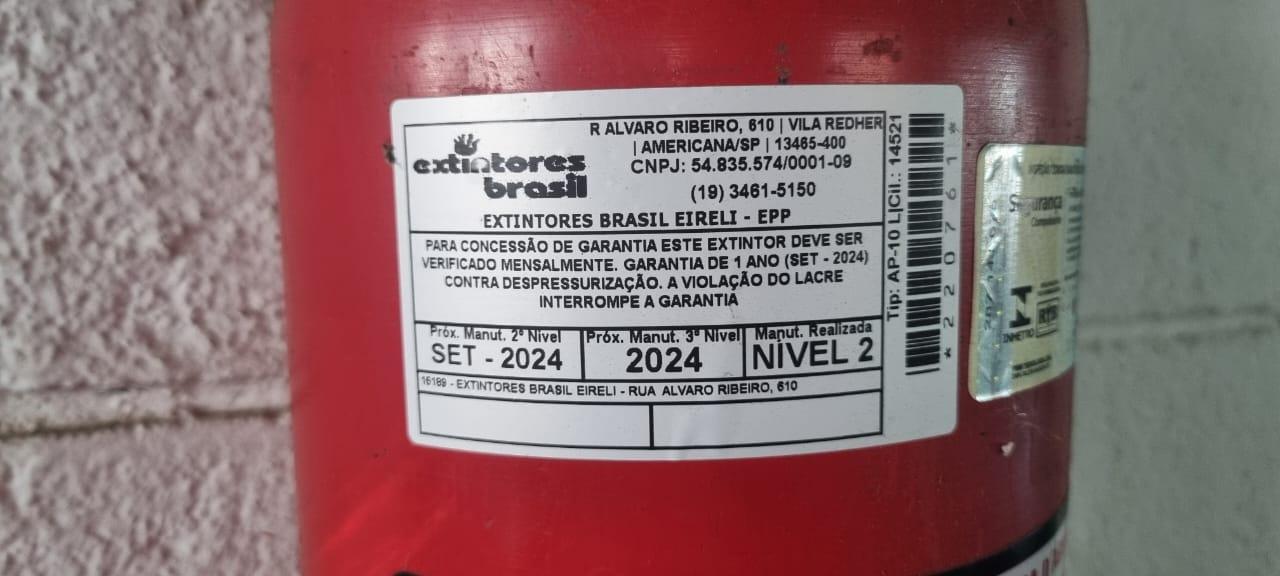 R ALVARO RIBEIRO, 610 | VILA REDHER
| AMERICANA/SP | 13465-400
CNPJ: 54.835.574/0001-09
(19) 3461-5150
extintores
brasil
EXTINTORES BRASIL EIRELI - EPP
PARA CONCESSÃO DE GARANTIA ESTE EXTINTOR DEVE SER
VERIFICADO MENSALMENTE. GARANTIA DE 1 ANO (SET - 2024)
CONTRA DESPRESSURIZAÇÃO. A VIOLAÇÃO DO LACRE
INTERROMPE A GARANTIA
Próx. Manut. 2º Nivel
SET - 2024
Próx. Manut. 3º Nivel
2024
Manut. Realizada
NÍVEL 2
16189 - EXTINTORES BRASIL EIRELI - RUA ALVARO RIBEIRO, 610
Tip: AP-10 L|Cil.: 14521
*220761*
Segurança
INMETRO